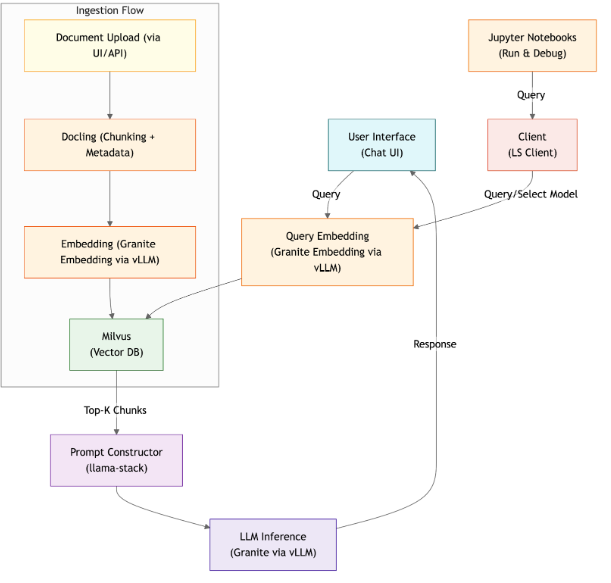 Ingestion Flow
Document Upload (via
UI/API)
Jupyter Notebooks
(Run & Debug)
Query
Docling (Chunking +
Metadata)
User Interface
(Chat UI)
Client
(LS Client)
Query
Query/Select Model
Embedding (Granite
Embedding via vLLM)
Query Embedding
(Granite Embedding via
vLLM)
Milvus
(Vector DB)
Response
Top-K Chunks
Prompt Constructor
(llama-stack)
LLM Inference
(Granite via vLLM)